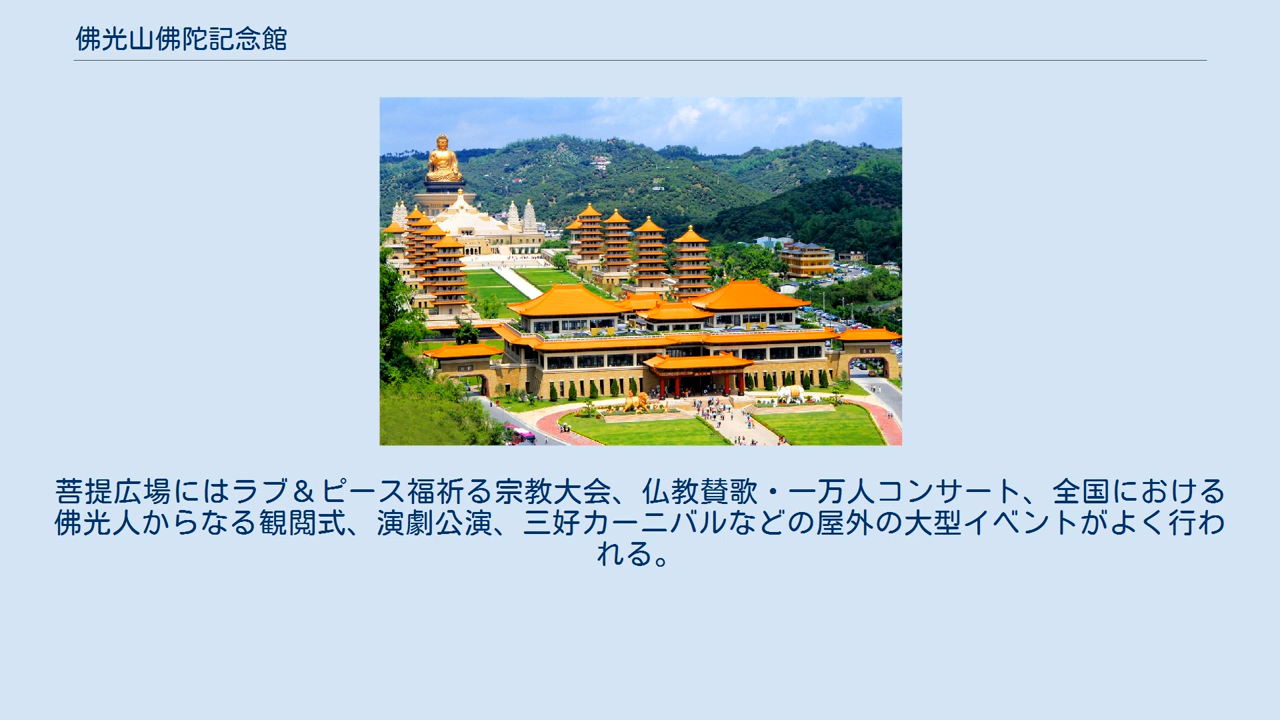 佛光山佛陀記念館
菩提広場にはラブ＆ピース福祈る宗教大会、仏教賛歌・一万人コンサート、全国における
佛光人からなる観閲式、演劇公演、三好カーニバルなどの屋外の大型イベントがよく行わ
れる。